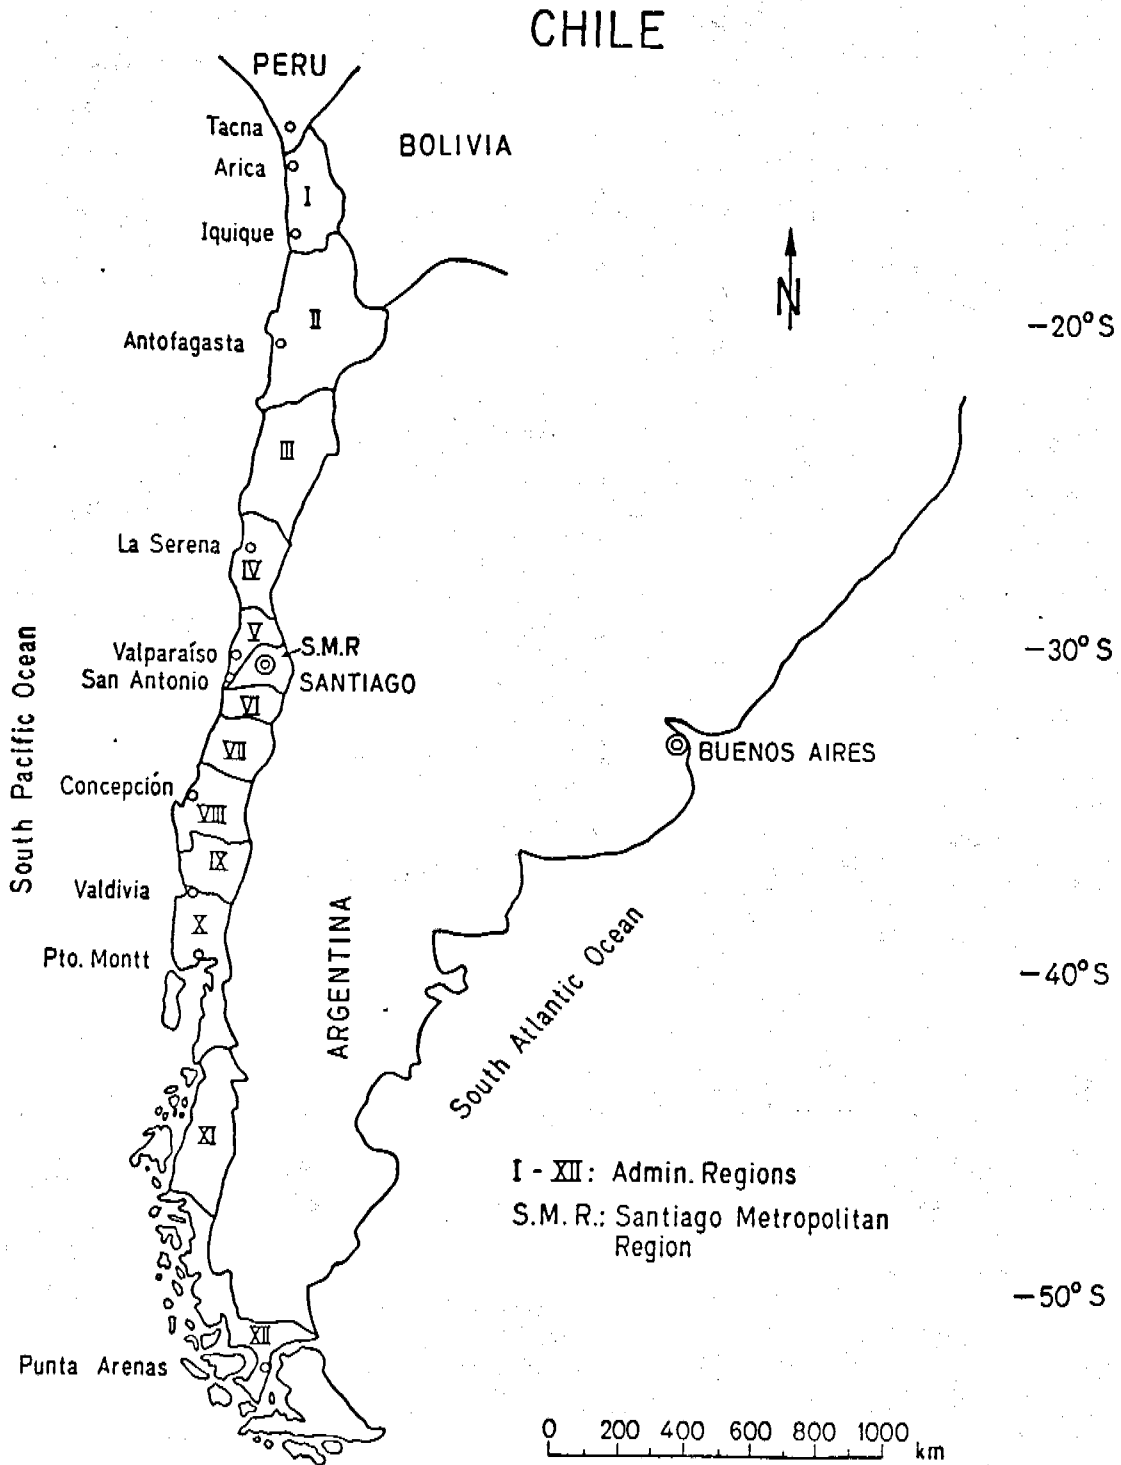 CHILE
PERU
Tacna
BOLIVIA
Arica
I
Iquique
N
II
−20°S
Antofagasta
III
La Serena
IV
V
S.M.R
−30°S
Valparaíso
San Antonio
SANTIAGO
VI
VII
BUENOS AIRES
Concepción
VIII
South Pacific Ocean
IX
Valdivia
X
Pto. Montt
ARGENTINA
South Atlantic Ocean
−40°S
XI
I - XII: Admin. Regions
S.M.R.: Santiago Metropolitan
Region
−50°S
XII
Punta Arenas
0 200 400 600 800 1000 km